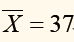 X̅ = 37